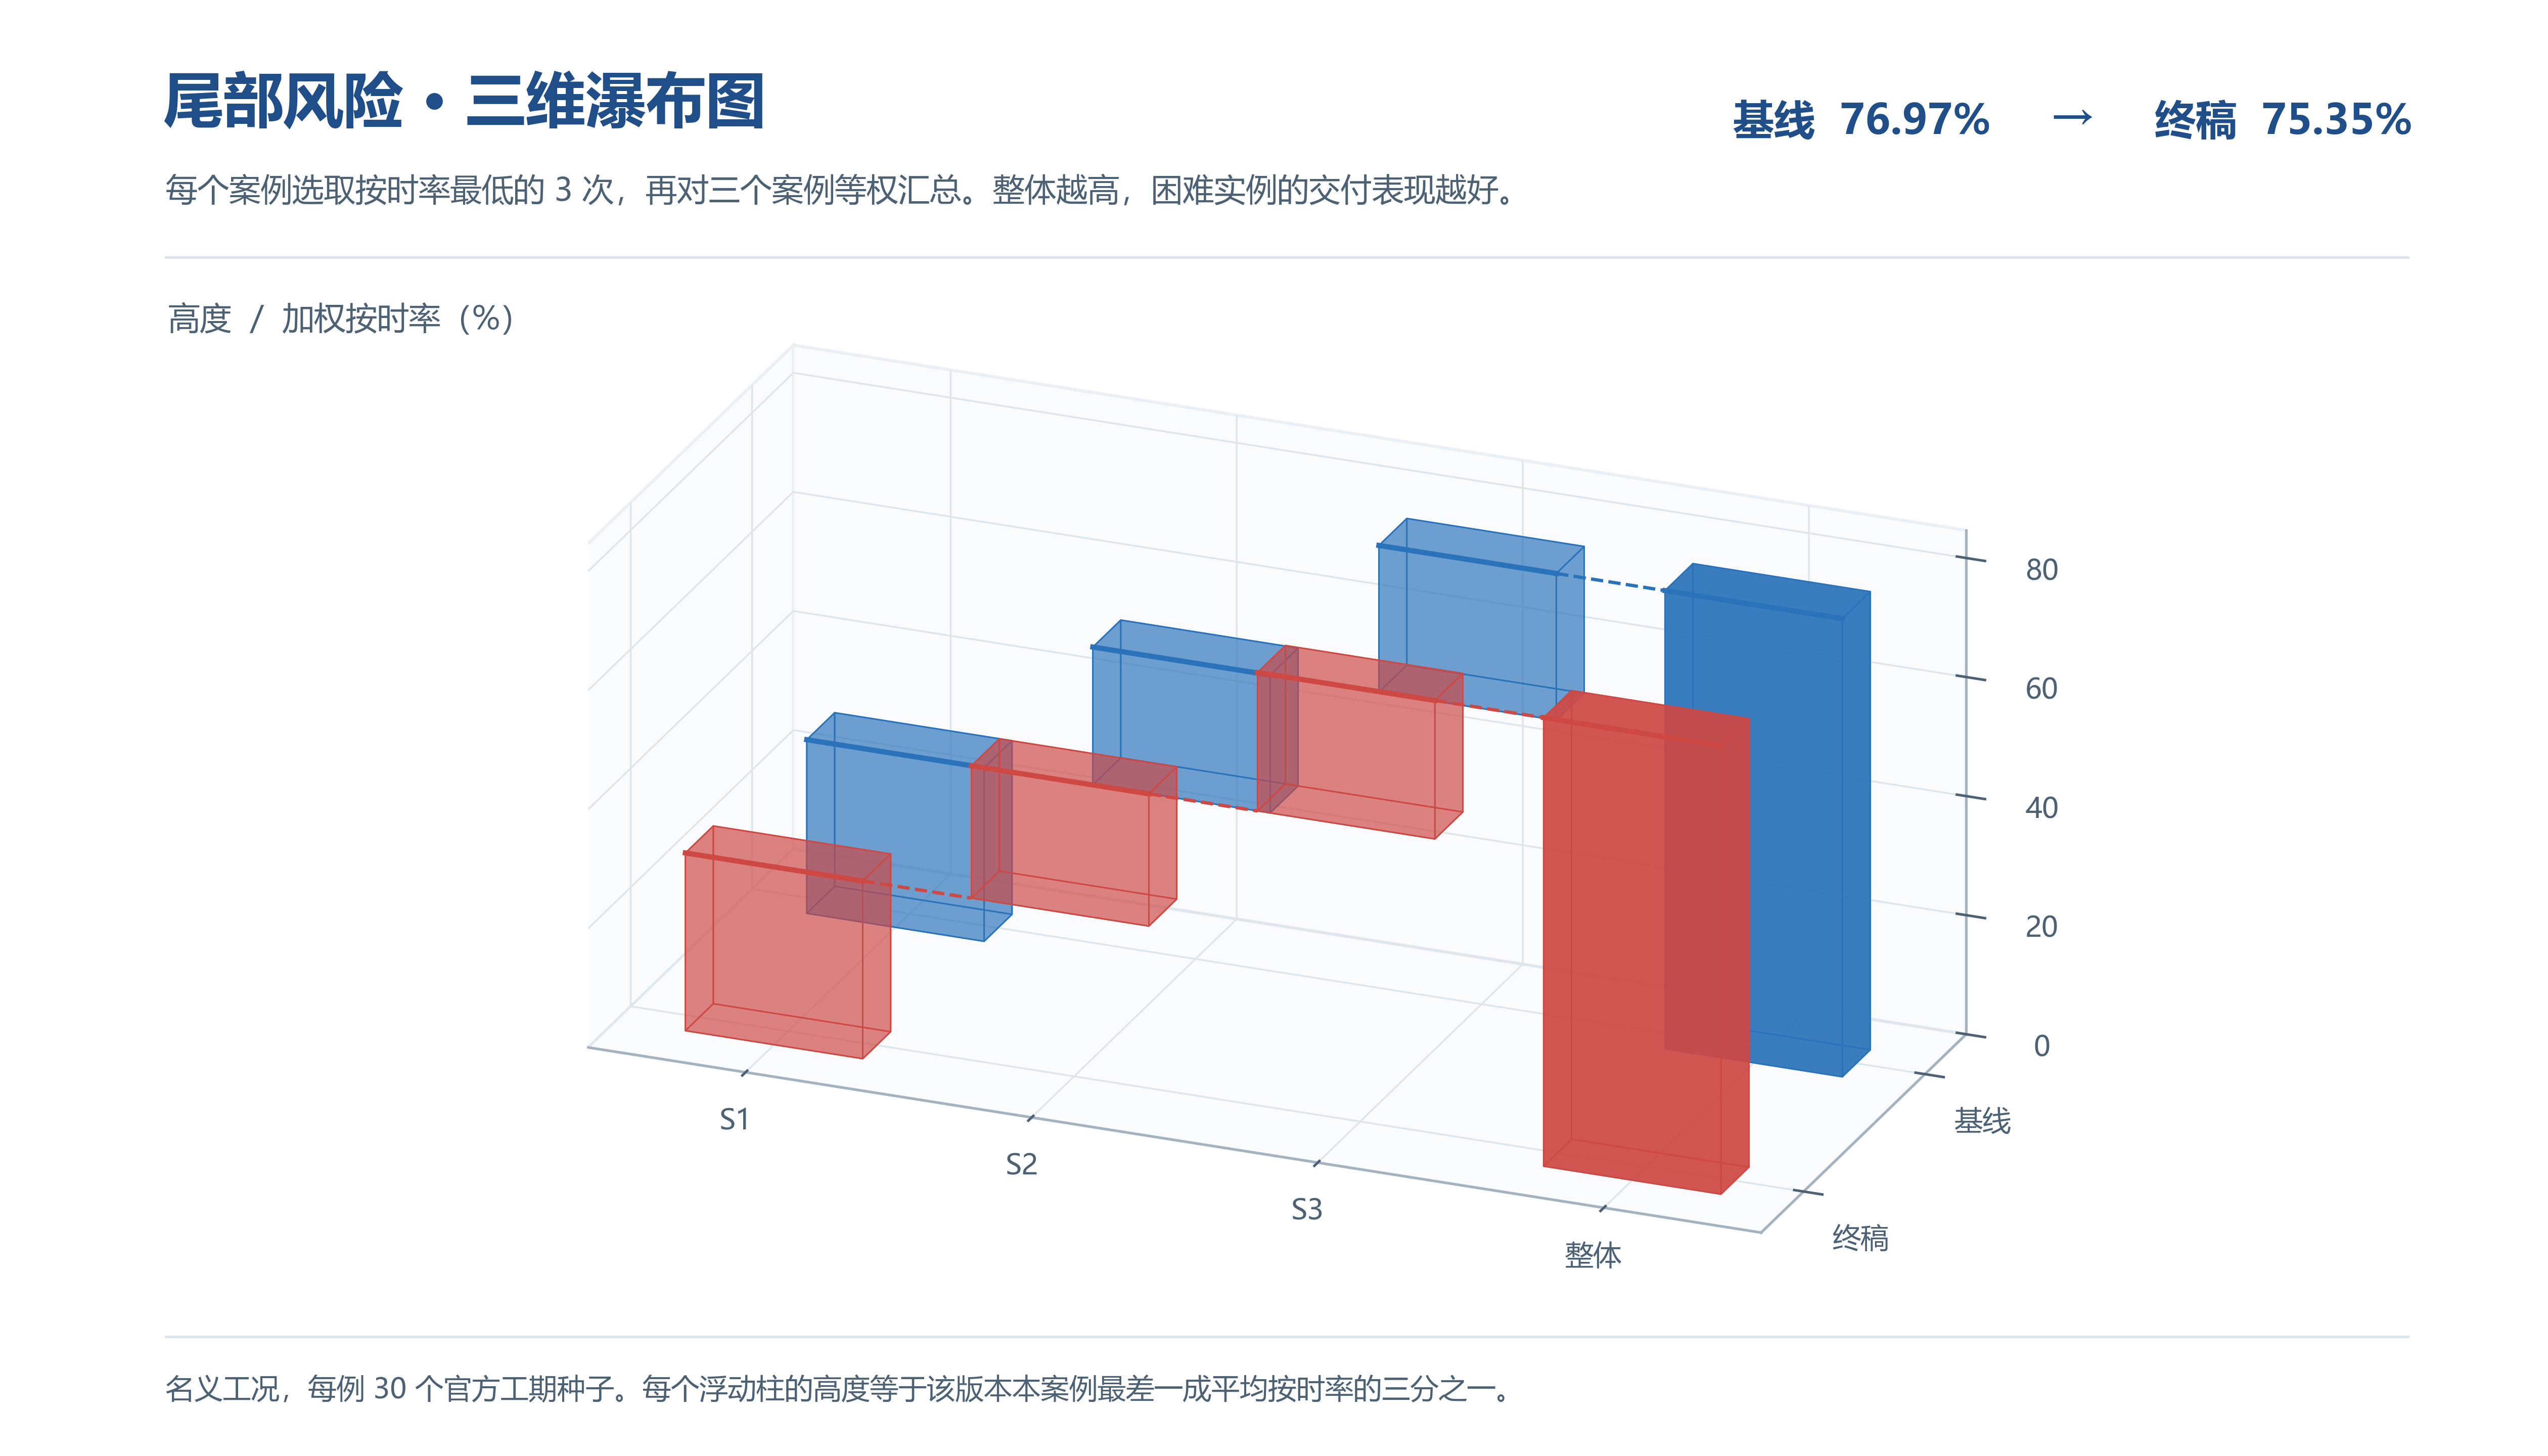 尾部风险·三维瀑布图
基线 76.97% → 终稿 75.35%
每个案例选取按时率最低的 3 次，再对三个案例等权汇总。整体越高，困难实例的交付表现越好。
高度 / 加权按时率（%）
80
60
40
20
0
基线
终稿
S1
S2
S3
整体
名义工况，每例 30 个官方工期种子。每个浮动柱的高度等于该版本本案例最差一成平均按时率的三分之一。